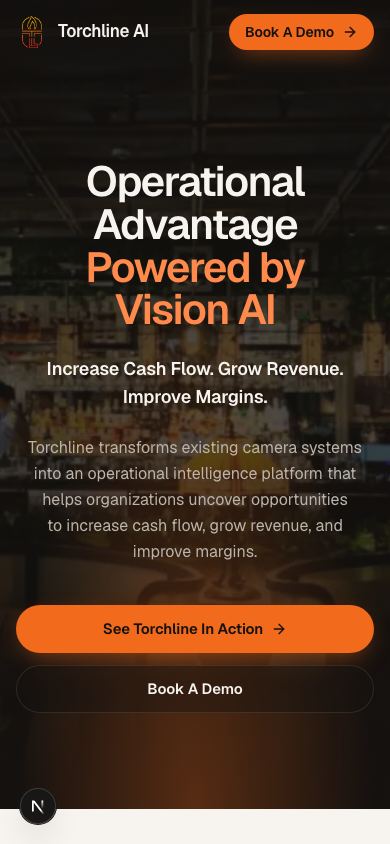 Torchline AI
Book A Demo
Operational
Advantage
Powered by
Vision AI
Increase Cash Flow. Grow Revenue.
Improve Margins.
Torchline transforms existing camera systems
into an operational intelligence platform that
helps organizations uncover opportunities
to increase cash flow, grow revenue, and
improve margins.
See Torchline In Action
Book A Demo
N